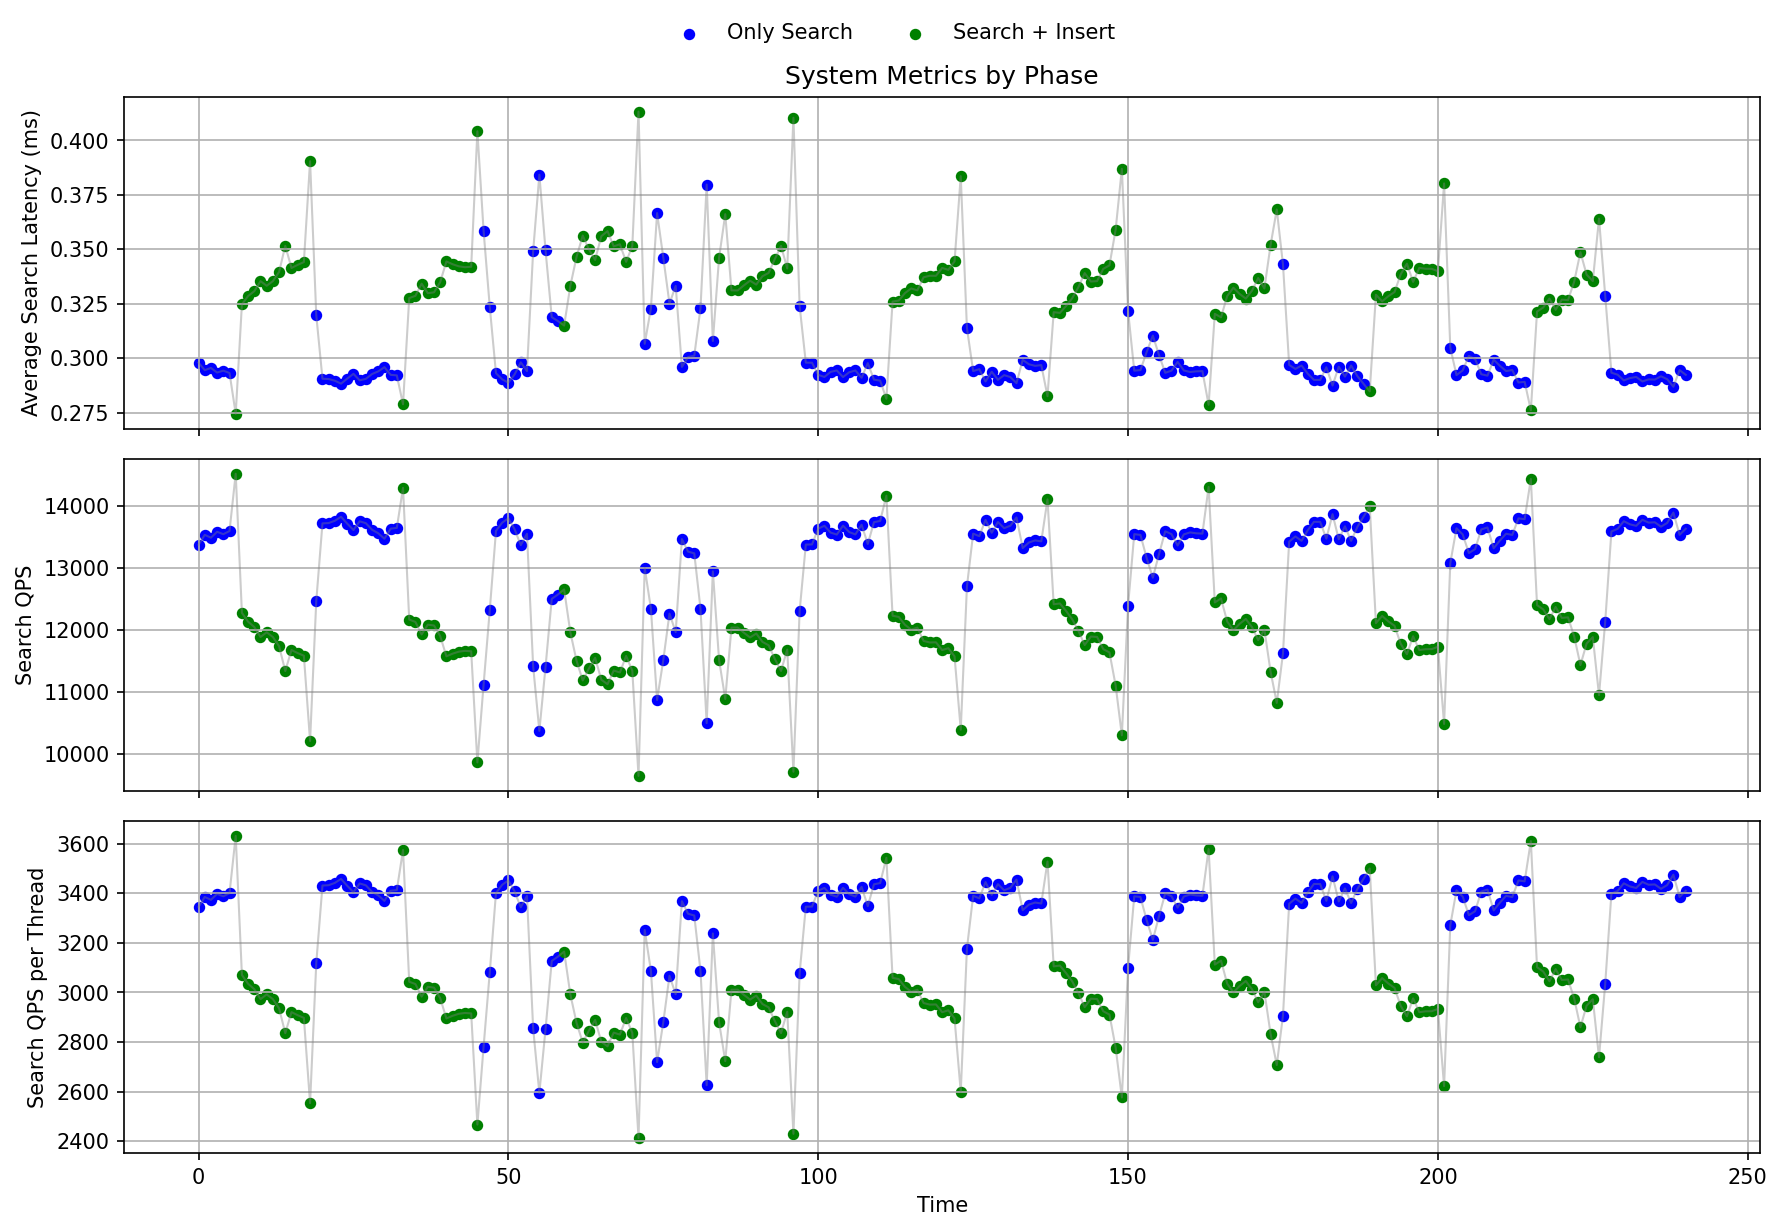 Only Search Search + Insert
System Metrics by Phase
Average Search Latency (ms)
0.400
0.375
0.350
0.325
0.300
0.275
Search QPS
14000
13000
12000
11000
10000
Search QPS per Thread
3600
3400
3200
3000
2800
2600
2400
0 50 100 150 200 250
Time